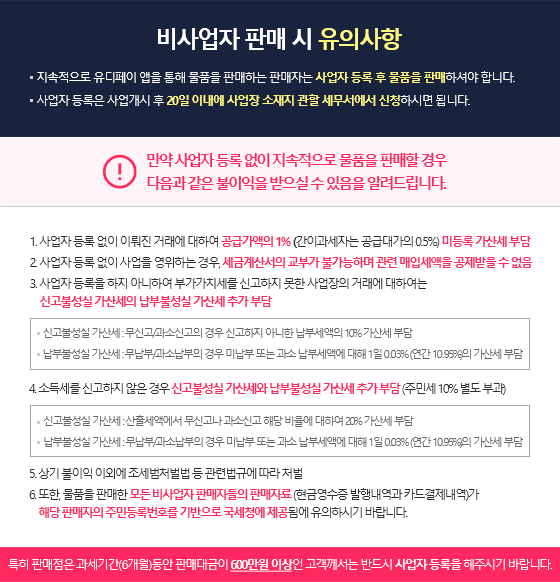 비사업자 판매 시 유의사항
• 지속적으로 유디페이 앱을 통해 물품을 판매하는 판매자는 사업자 등록 후 물품을 판매하셔야 합니다.
• 사업자 등록은 사업개시 후 20일 이내에 사업장 소재지 관할 세무서에서 신청하시면 됩니다.
만약 사업자 등록 없이 지속적으로 물품을 판매할 경우
다음과 같은 불이익을 받으실 수 있음을 알려드립니다.
1. 사업자 등록 없이 이뤄진 거래에 대하여 공급가액의 1% (간이과세자는 공급대가의 0.5%) 미등록 가산세 부담
2. 사업자 등록 없이 사업을 영위하는 경우, 세금계산서의 교부가 불가능하며 관련 매입세액을 공제받을 수 없음
3. 사업자 등록을 하지 아니하여 부가가치세를 신고하지 못한 사업장의 거래에 대하여는
신고불성실 가산세의 납부불성실 가산세 추가 부담
• 신고불성실 가산세 : 무신고/과소신고의 경우 신고하지 아니한 납부세액의 10% 가산세 부담
• 납부불성실 가산세 : 무납부/과소납부의 경우 미납부 또는 과소 납부세액에 대해 1일 0.03% (연간 10.95%)의 가산세 부담
4. 소득세를 신고하지 않은 경우 신고불성실 가산세와 납부불성실 가산세 추가 부담 (주민세 10% 별도 부과)
• 신고불성실 가산세 : 산출세액에서 무신고나 과소신고 해당 비율에 대하여 20% 가산세 부담
• 납부불성실 가산세 : 무납부/과소납부의 경우 미납부 또는 과소 납부세액에 대해 1일 0.03% (연간 10.95%)의 가산세 부담
5. 상기 불이익 이외에 조세범처벌법 등 관련법규에 따라 처벌
6. 또한, 물품을 판매한 모든 비사업자 판매자들의 판매자료 (현금영수증 발행내역과 카드결제내역)가
해당 판매자의 주민등록번호를 기반으로 국세청에 제공됨에 유의하시기 바랍니다.
특히 판매점은 과세기간(6개월)동안 판매대금이 600만원 이상인 고객께서는 반드시 사업자 등록을 해주시기 바랍니다.